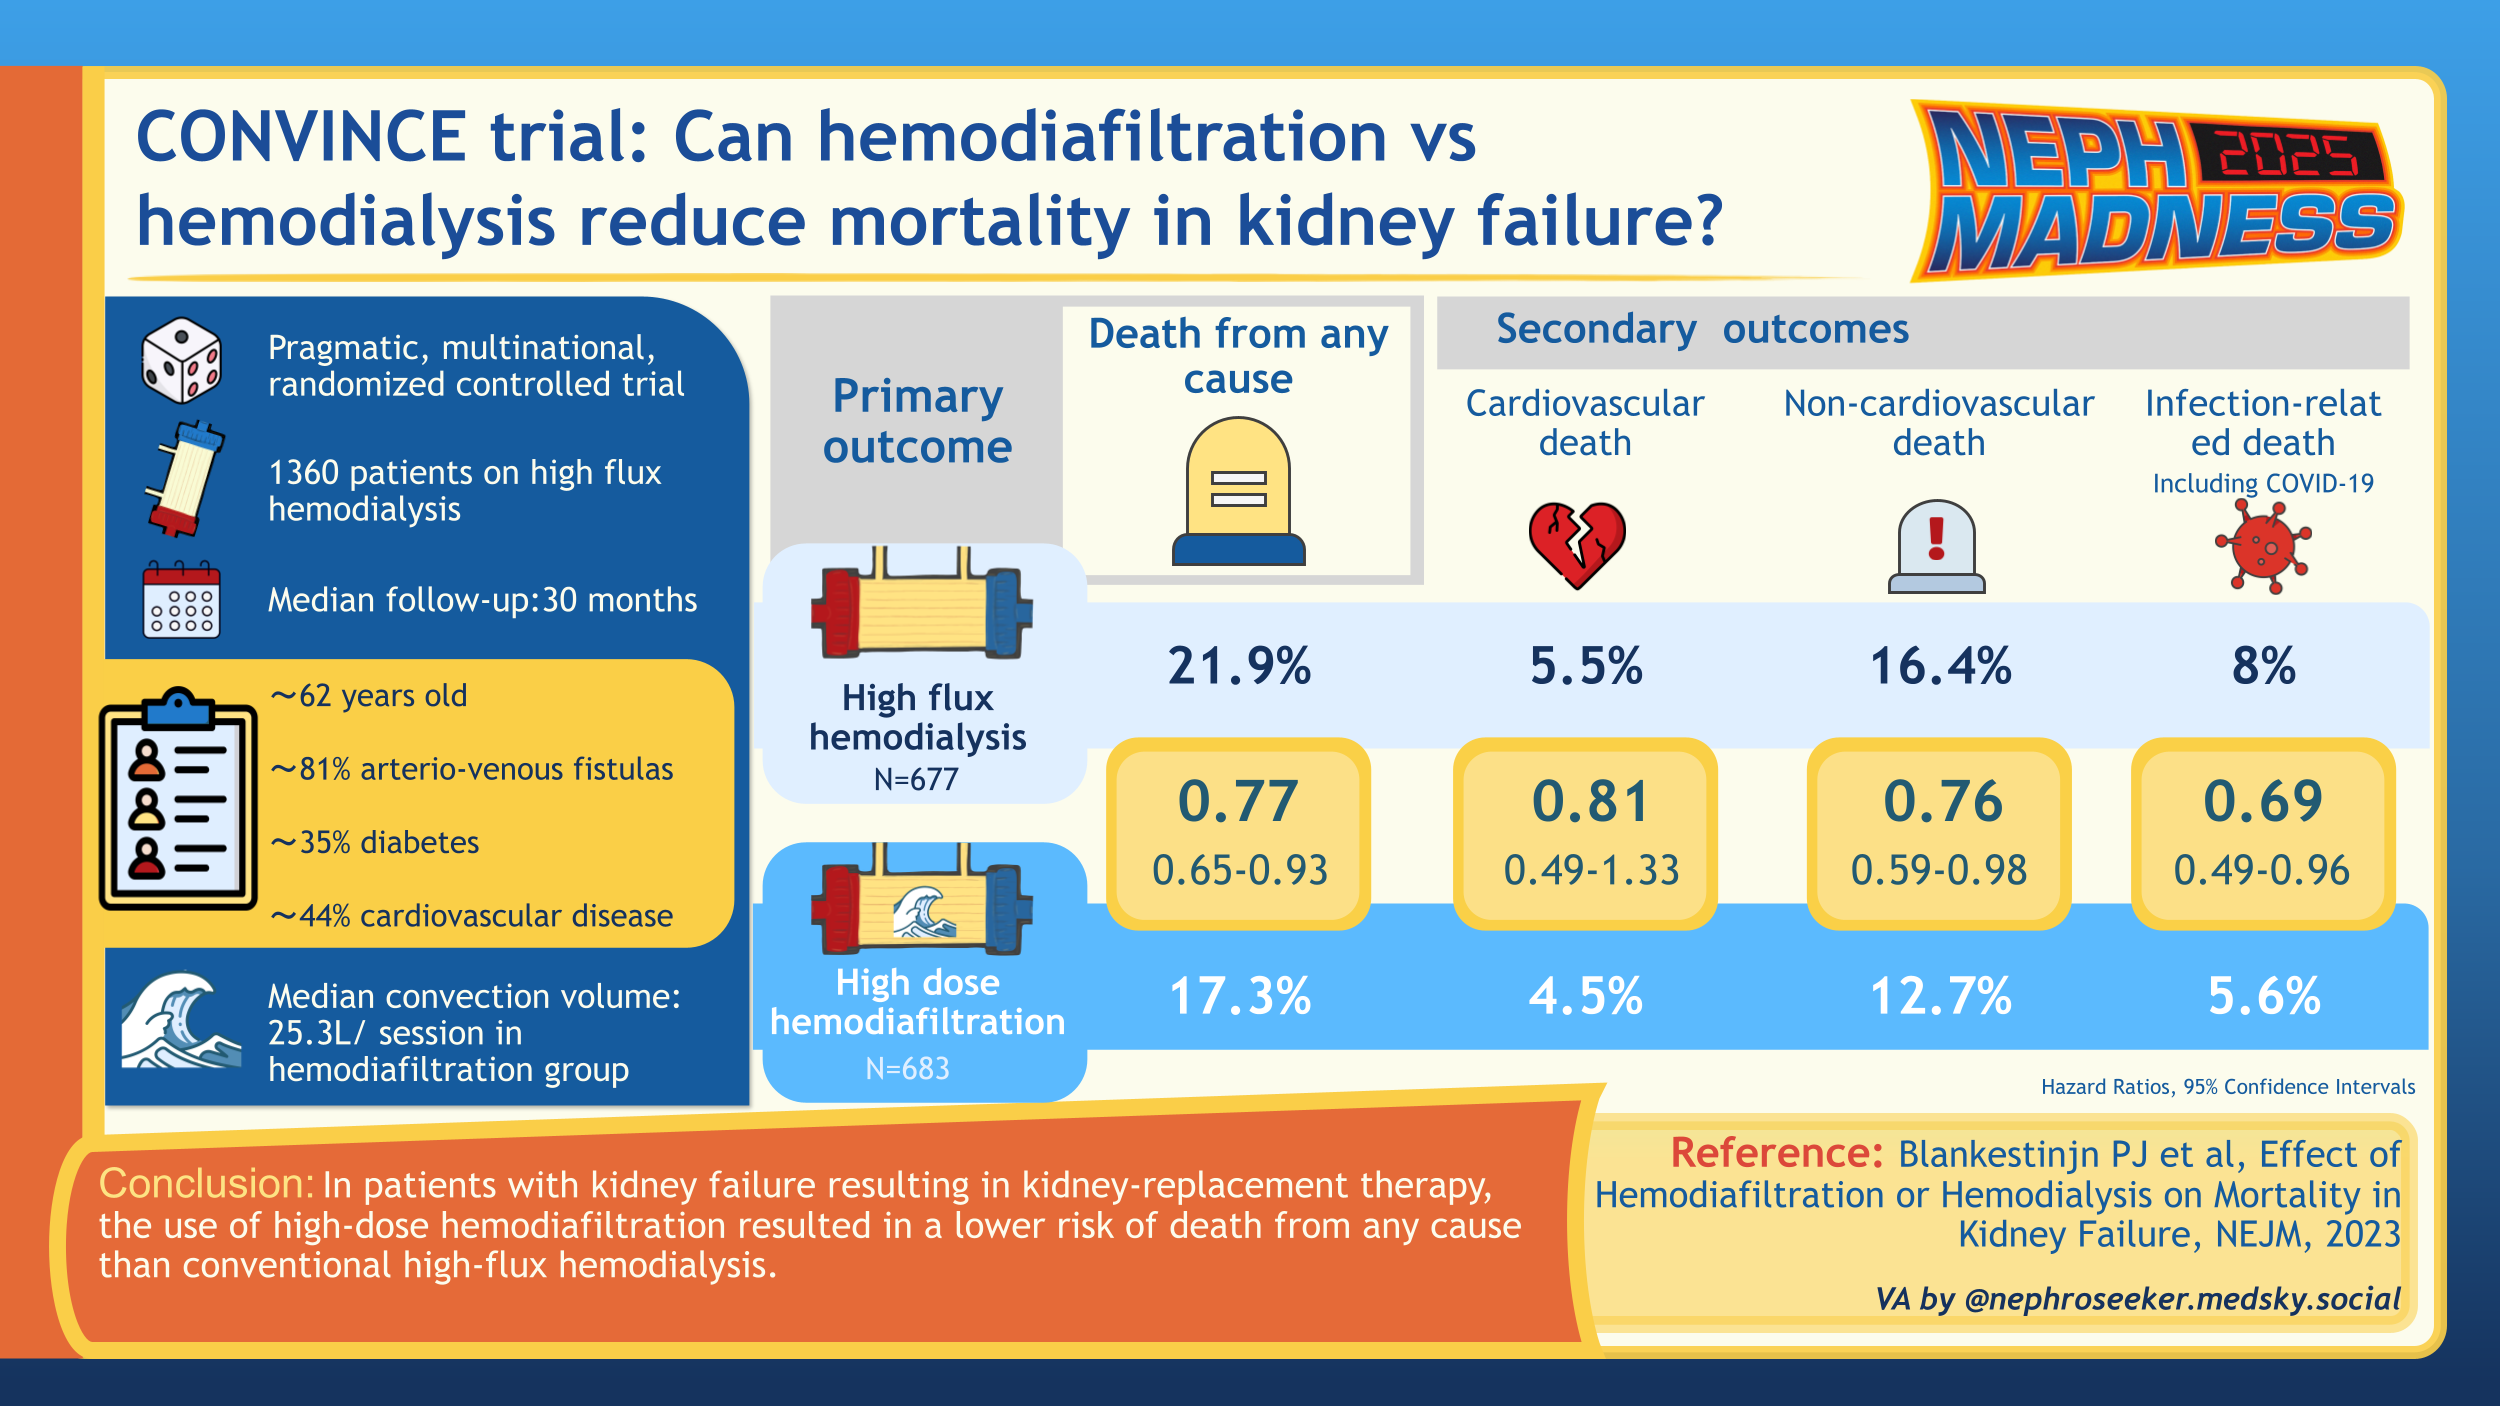 CONVINCE trial: Can hemodiafiltration vs
hemodialysis reduce mortality in kidney failure?
NEPH 2025
MADNESS
Pragmatic, multinational,
randomized controlled trial
1360 patients on high flux
hemodialysis
Median follow-up:30 months
~62 years old
~81% arterio-venous fistulas
~35% diabetes
~44% cardiovascular disease
Median convection volume:
25.3L/ session in
hemodiafiltration group
Primary
outcome
Death from any
cause
Secondary outcomes
Cardiovascular
death
Non-cardiovascular
death
Infection-relat
ed death
Including COVID-19
High flux
hemodialysis
N=677
21.9% 5.5% 16.4% 8%
0.77 0.81 0.76 0.69
0.65-0.93 0.49-1.33 0.59-0.98 0.49-0.96
High dose
hemodiafiltration
N=683
17.3% 4.5% 12.7% 5.6%
Hazard Ratios, 95% Confidence Intervals
Conclusion: In patients with kidney failure resulting in kidney-replacement therapy,
the use of high-dose hemodiafiltration resulted in a lower risk of death from any cause
than conventional high-flux hemodialysis.
Reference: Blankestinjn PJ et al, Effect of
Hemodiafiltration or Hemodialysis on Mortality in
Kidney Failure, NEJM, 2023
VA by @nephroseeker.medsky.social